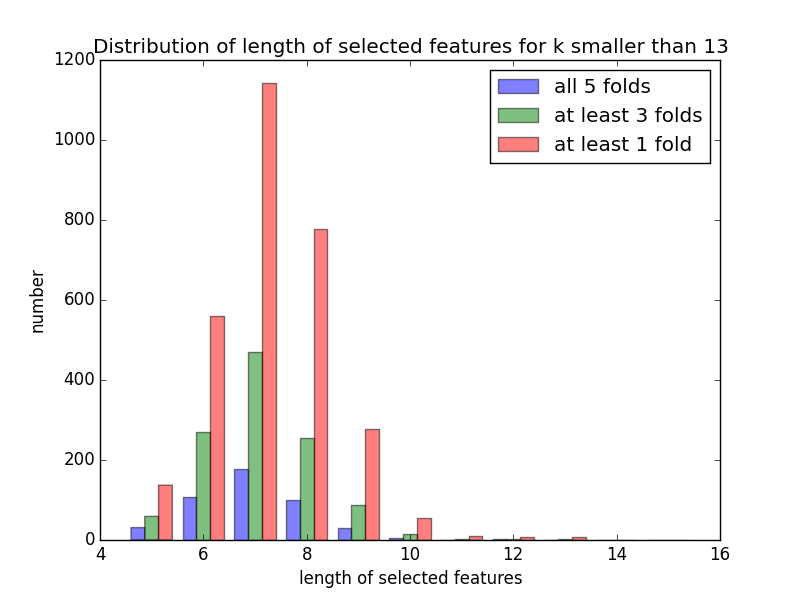 Distribution of length of selected features for k smaller than 13
1200
1000
800
600
400
200
0
number
all 5 folds
at least 3 folds
at least 1 fold
4 6 8 10 12 14 16
length of selected features